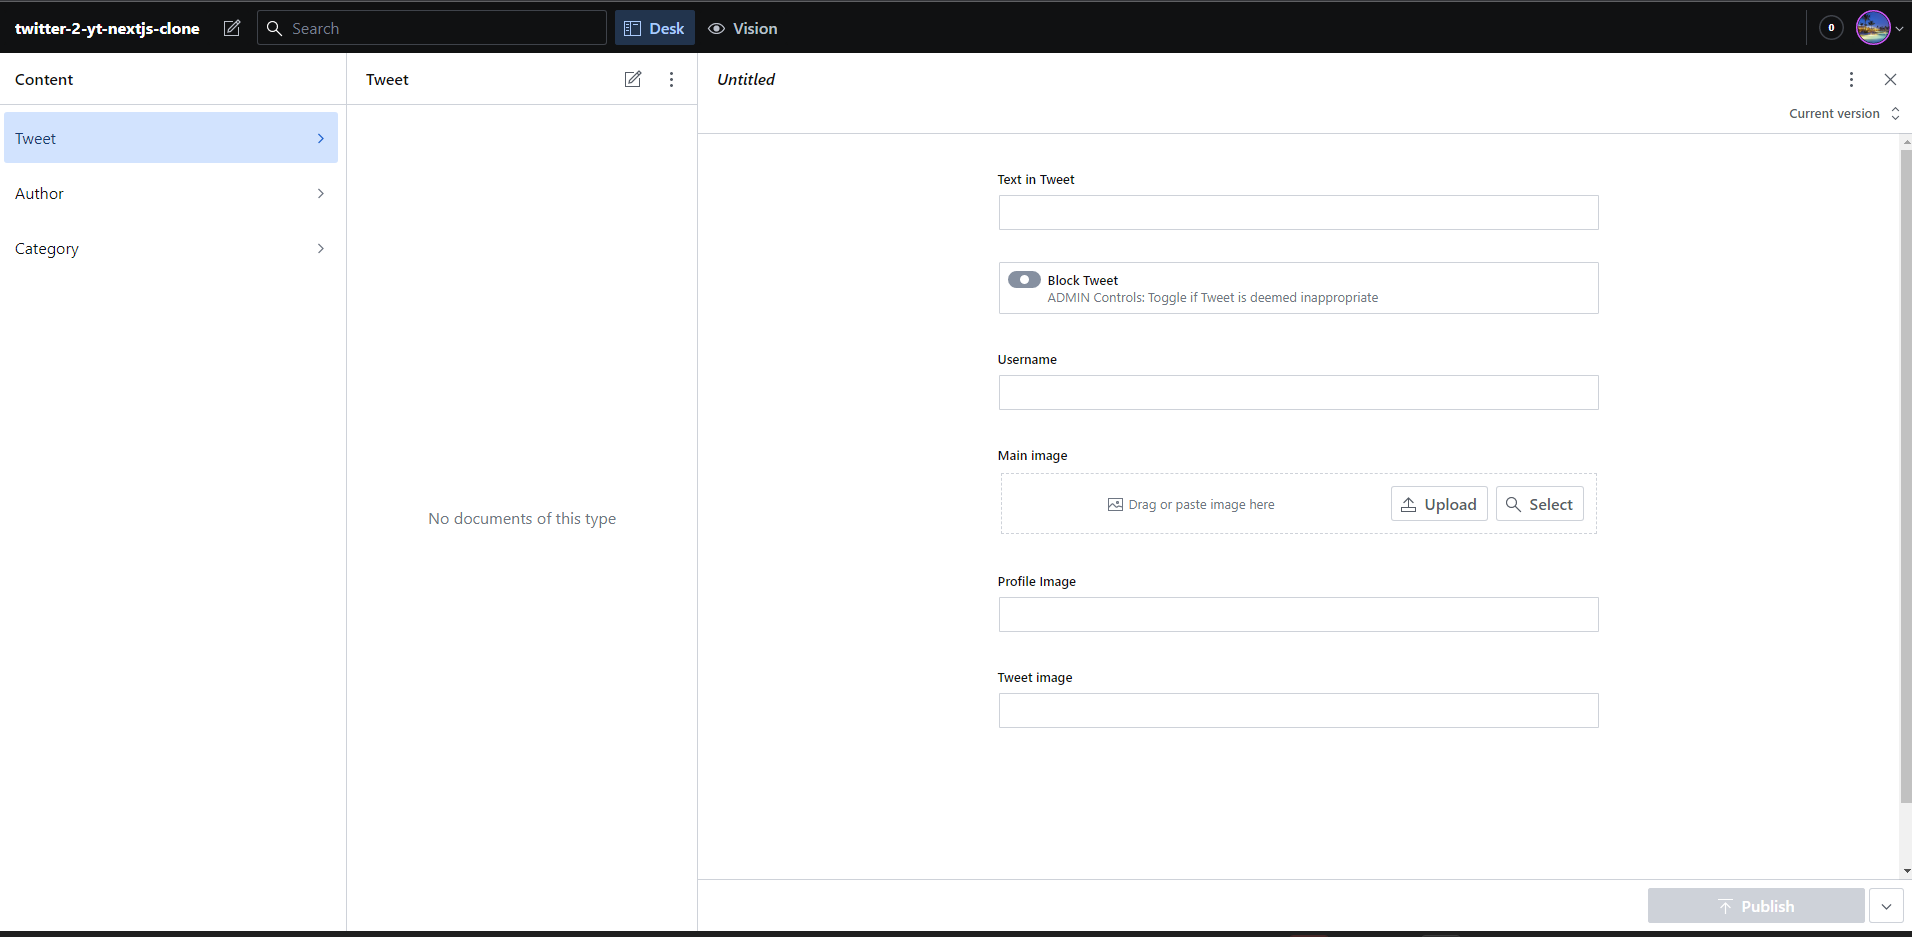 twitter-2-yt-nextjs-clone Search Desk Vision 0
Content
Tweet
Author
Category
Tweet
No documents of this type
Untitled
Current version
Text in Tweet
Block Tweet
ADMIN Controls: Toggle if Tweet is deemed inappropriate
Username
Main image
Drag or paste image here Upload Select
Profile Image
Tweet image
Publish